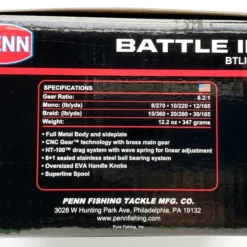 PENN
BATTLE I
BTLI
SPECIFICATIONS
Gear Ratio: 6.2:1
Mono: (lb/yds) 8/270 10/220 12/165
Braid: (lb/yds) 15/360 20/260 30/185
Weight: 12.2 oz • 347 grams
• Full Metal Body and sideplate
• CNC Gear™ technology with brass main gear
• HT-100™ drag system with wave spring for linear adjustment
• 6+1 sealed stainless steel ball bearing system
• Oversized EVA Handle Knobs
• Superline Spool
PENN FISHING TACKLE MFG. CO.
3028 W Hunting Park Ave, Philadelphia, PA 19132
www.pennfishing.com
Pure Fishing, Inc